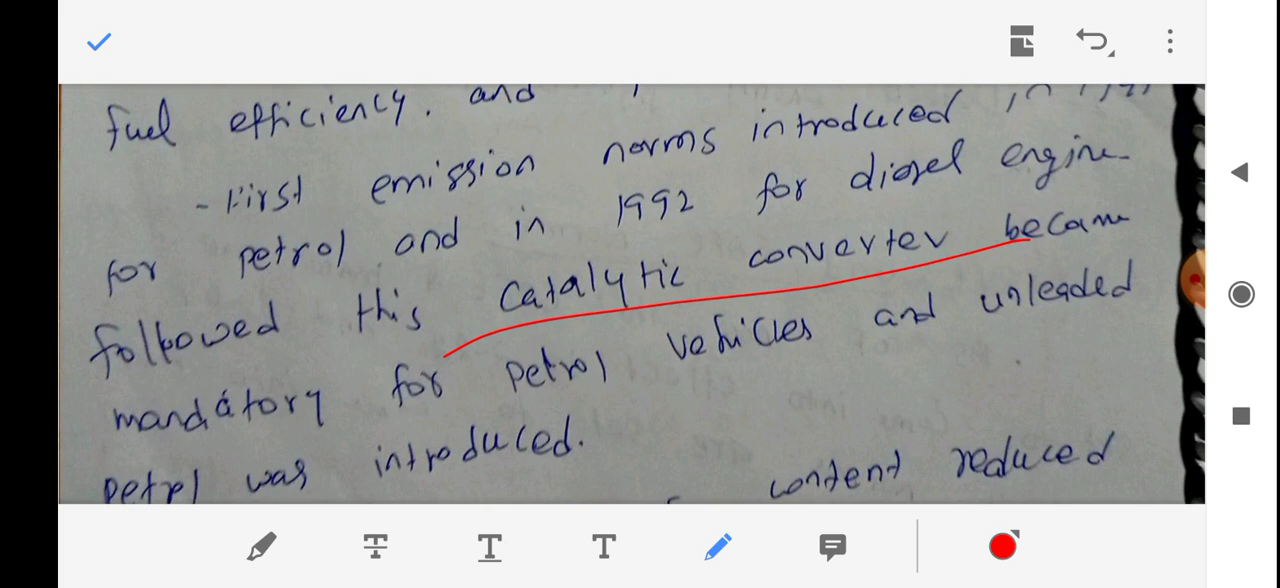 fuel efficiency. and
- First emission norms introduced in
for petrol and in 1992 for diesel engine
followed this catalytic converter became
mandatory for petrol vehicles and unleaded
petrol was introduced.
content reduced
T T T